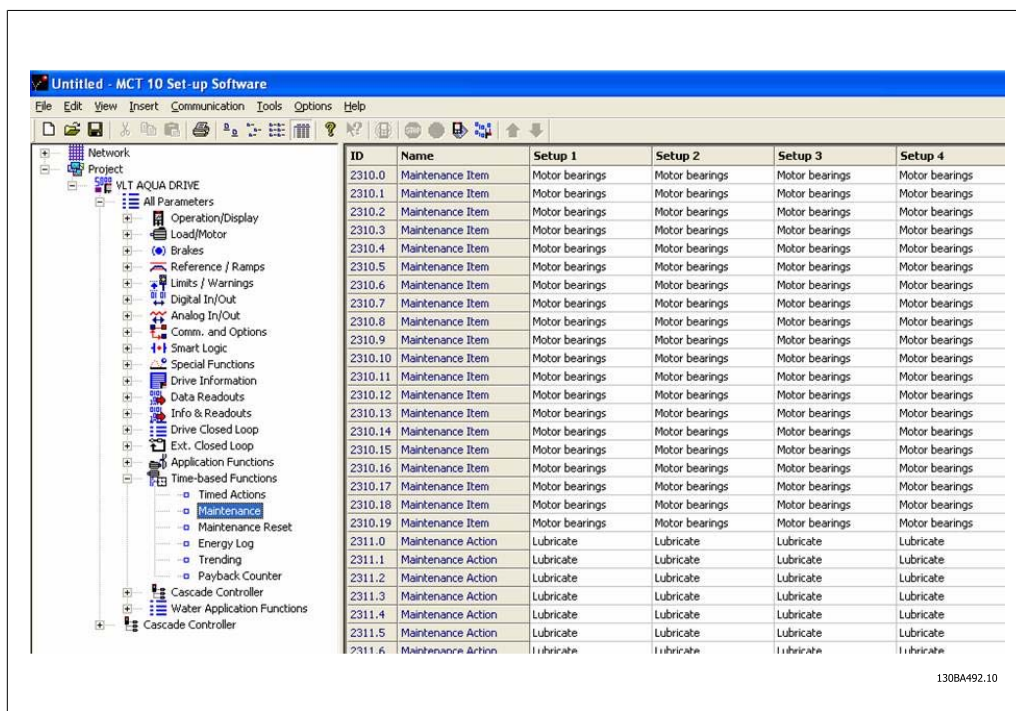 Untitled - MCT 10 Set-up Software
File Edit View Insert Communication Tools Options Help
Network
Project
VLT AQUA DRIVE
All Parameters
Operation/Display
Load/Motor
Brakes
Reference / Ramps
Limits / Warnings
Digital In/Out
Analog In/Out
Comm. and Options
Smart Logic
Special Functions
Drive Information
Data Readouts
Info & Readouts
Drive Closed Loop
Ext. Closed Loop
Application Functions
Time-based Functions
Timed Actions
Maintenance
Maintenance Reset
Energy Log
Trending
Payback Counter
Cascade Controller
Water Application Functions
Cascade Controller
ID Name Setup 1 Setup 2 Setup 3 Setup 4
2310.0 Maintenance Item Motor bearings Motor bearings Motor bearings Motor bearings
2310.1 Maintenance Item Motor bearings Motor bearings Motor bearings Motor bearings
2310.2 Maintenance Item Motor bearings Motor bearings Motor bearings Motor bearings
2310.3 Maintenance Item Motor bearings Motor bearings Motor bearings Motor bearings
2310.4 Maintenance Item Motor bearings Motor bearings Motor bearings Motor bearings
2310.5 Maintenance Item Motor bearings Motor bearings Motor bearings Motor bearings
2310.6 Maintenance Item Motor bearings Motor bearings Motor bearings Motor bearings
2310.7 Maintenance Item Motor bearings Motor bearings Motor bearings Motor bearings
2310.8 Maintenance Item Motor bearings Motor bearings Motor bearings Motor bearings
2310.9 Maintenance Item Motor bearings Motor bearings Motor bearings Motor bearings
2310.10 Maintenance Item Motor bearings Motor bearings Motor bearings Motor bearings
2310.11 Maintenance Item Motor bearings Motor bearings Motor bearings Motor bearings
2310.12 Maintenance Item Motor bearings Motor bearings Motor bearings Motor bearings
2310.13 Maintenance Item Motor bearings Motor bearings Motor bearings Motor bearings
2310.14 Maintenance Item Motor bearings Motor bearings Motor bearings Motor bearings
2310.15 Maintenance Item Motor bearings Motor bearings Motor bearings Motor bearings
2310.16 Maintenance Item Motor bearings Motor bearings Motor bearings Motor bearings
2310.17 Maintenance Item Motor bearings Motor bearings Motor bearings Motor bearings
2310.18 Maintenance Item Motor bearings Motor bearings Motor bearings Motor bearings
2310.19 Maintenance Item Motor bearings Motor bearings Motor bearings Motor bearings
2311.0 Maintenance Action Lubricate Lubricate Lubricate Lubricate
2311.1 Maintenance Action Lubricate Lubricate Lubricate Lubricate
2311.2 Maintenance Action Lubricate Lubricate Lubricate Lubricate
2311.3 Maintenance Action Lubricate Lubricate Lubricate Lubricate
2311.4 Maintenance Action Lubricate Lubricate Lubricate Lubricate
2311.5 Maintenance Action Lubricate Lubricate Lubricate Lubricate
2311.6 Maintenance Action Lubricate Lubricate Lubricate Lubricate
130BA492.10